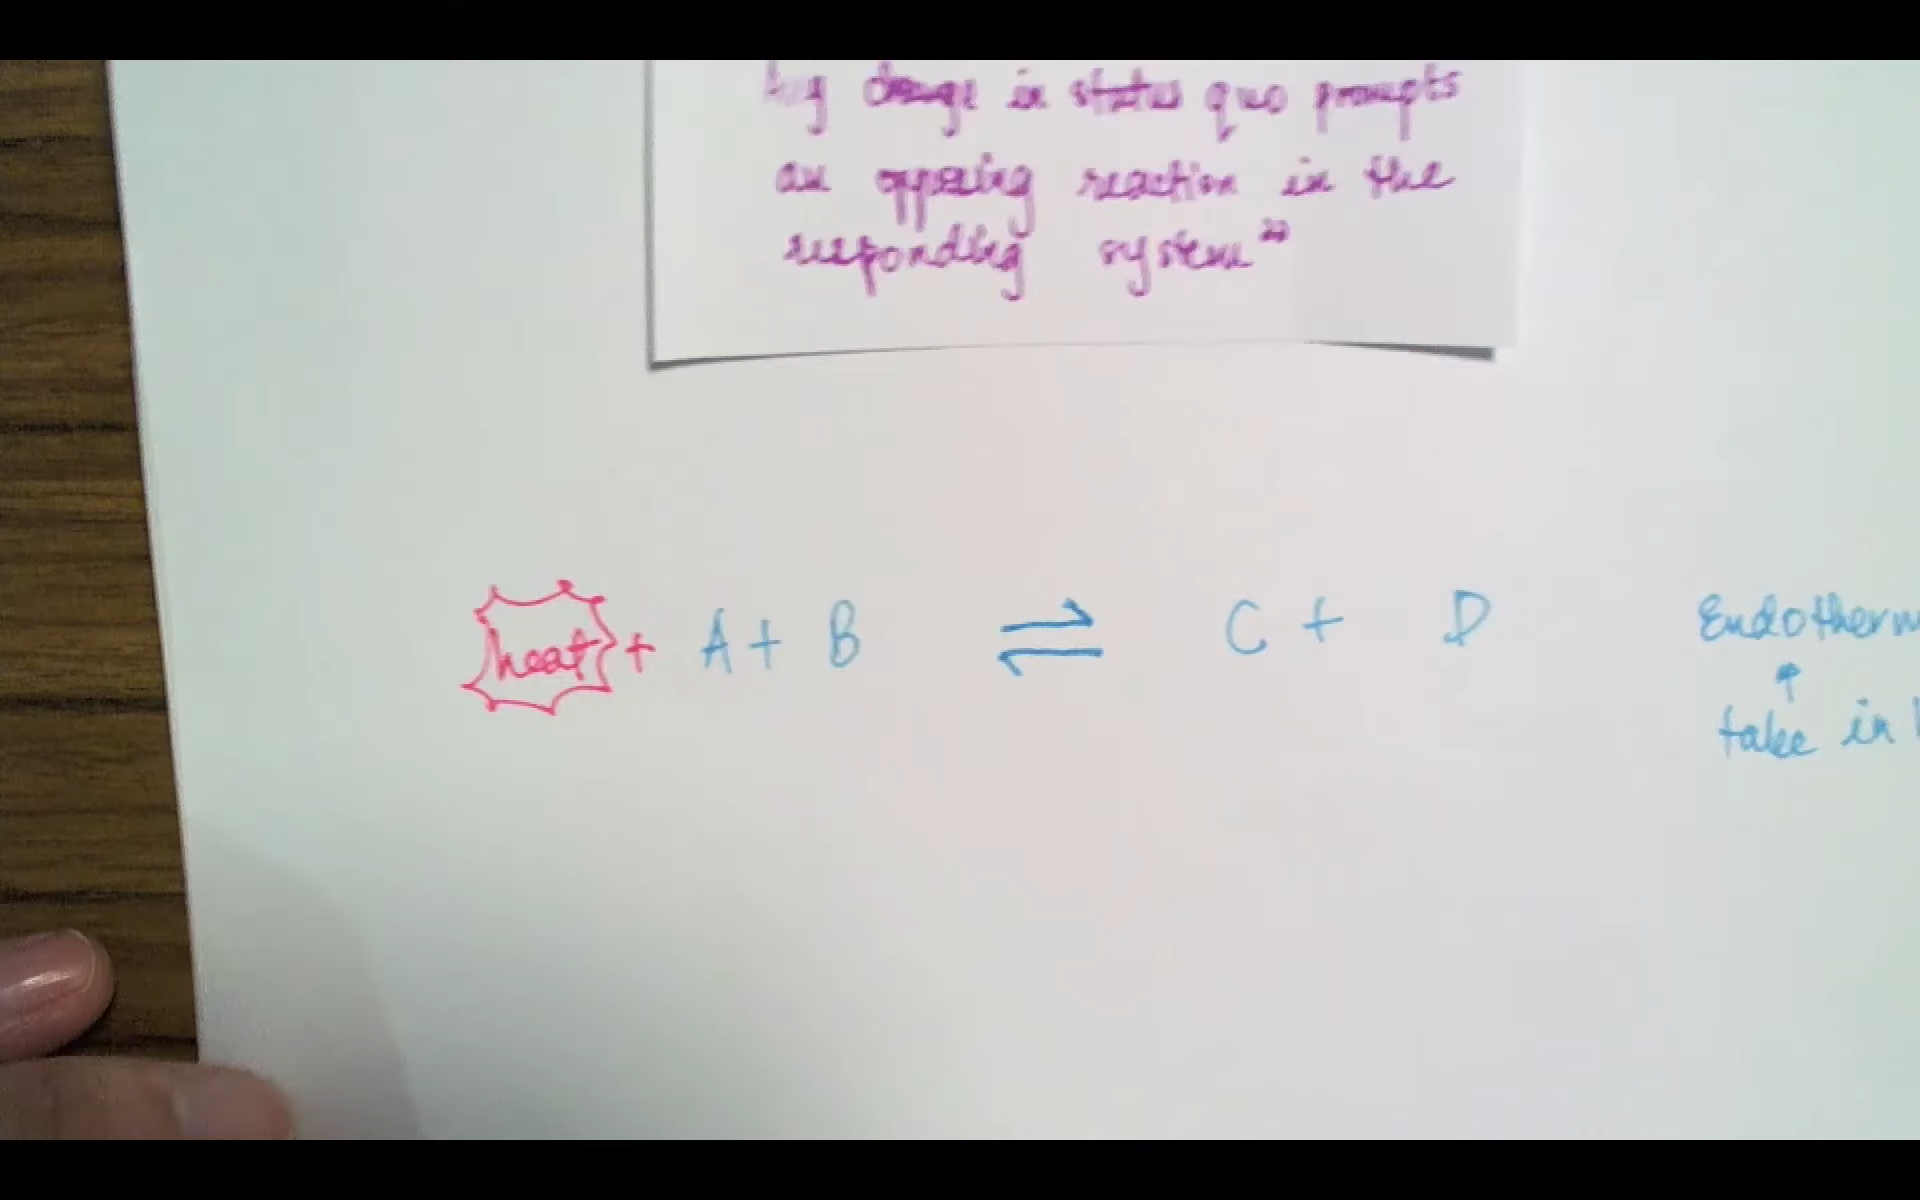 Any change in status quo prompts
an opposing reaction in the
responding system"
heat + A + B ⇌ C + D
Endotherm
↑
take in